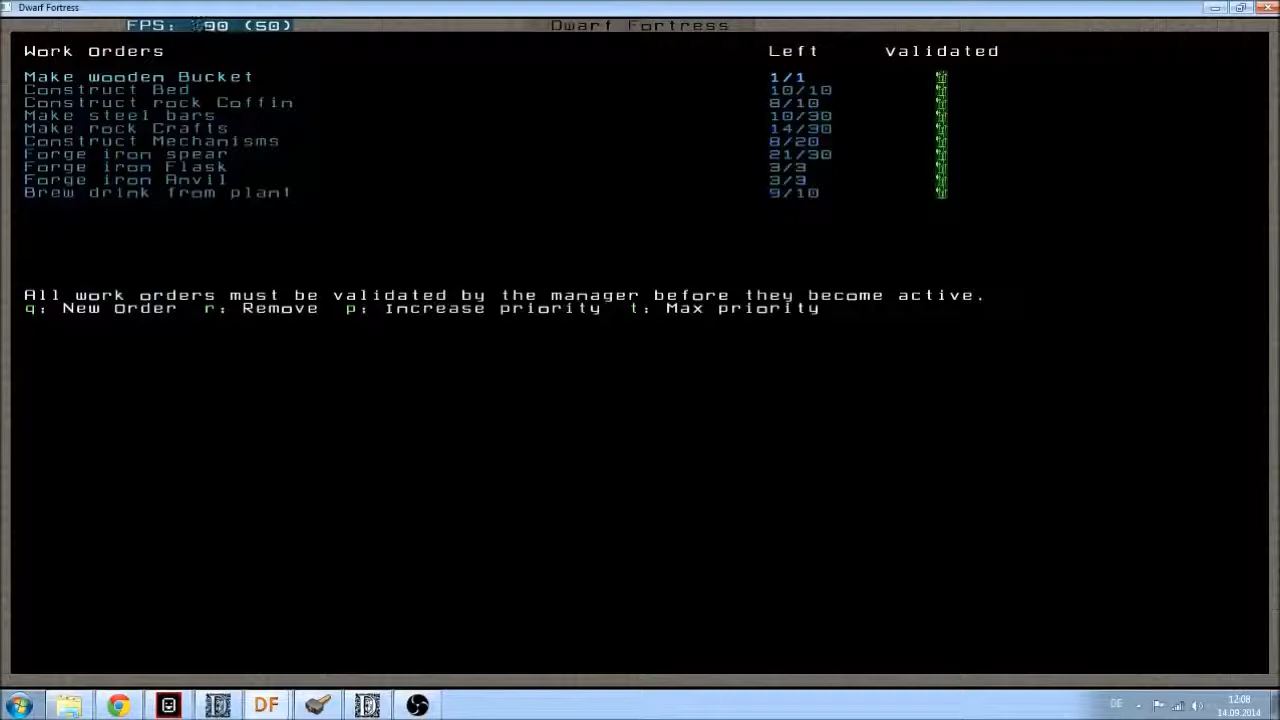 Dwarf Fortress
FPS: 90 (50)
Dwarf Fortress
Work Orders Left Validated
Make wooden Bucket 1/1
Construct Bed 10/10
Construct rock Coffin 8/10
Make steel bars 10/30
Make rock Crafts 14/30
Construct Mechanisms 8/20
Forge iron spear 21/30
Forge iron Flask 3/3
Forge iron Anvil 3/3
Brew drink from plant 9/10
All work orders must be validated by the manager before they become active.
q: New Order r: Remove p: Increase priority t: Max priority
DF
DE
12:08
14.09.2014